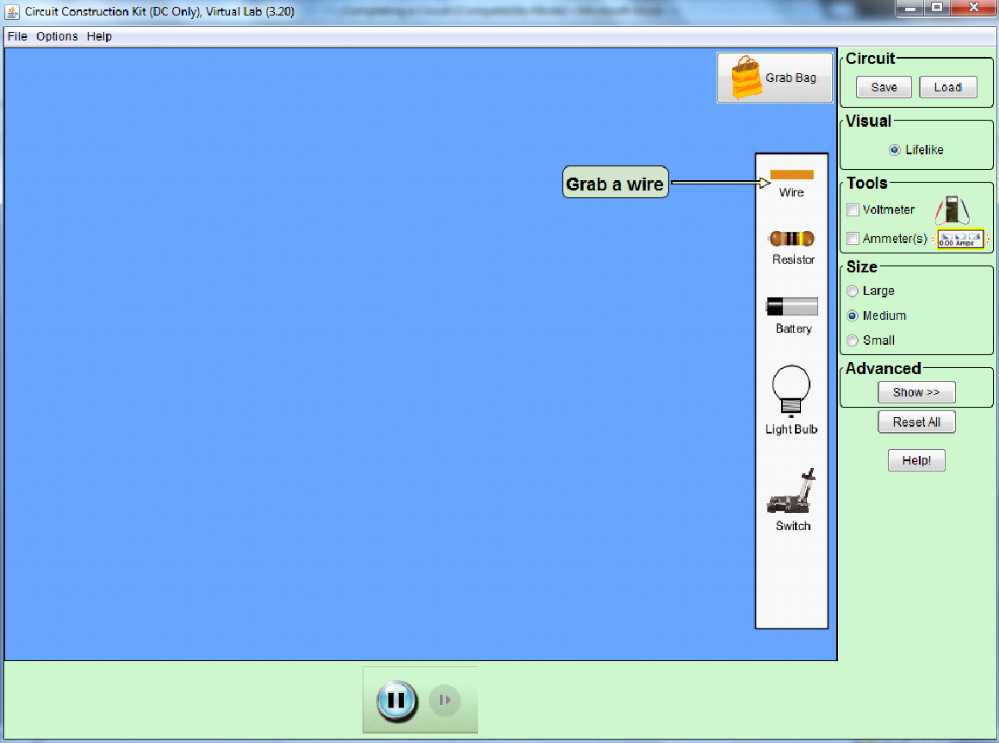 Circuit Construction Kit (DC Only), Virtual Lab (3.20)
File Options Help
Grab Bag
Grab a wire
Wire
Resistor
Battery
Light Bulb
Switch
Circuit
Save Load
Visual
Lifelike
Tools
Voltmeter
Ammeter(s) 0.00 Amps
Size
Large
Medium
Small
Advanced
Show >>
Reset All
Help!